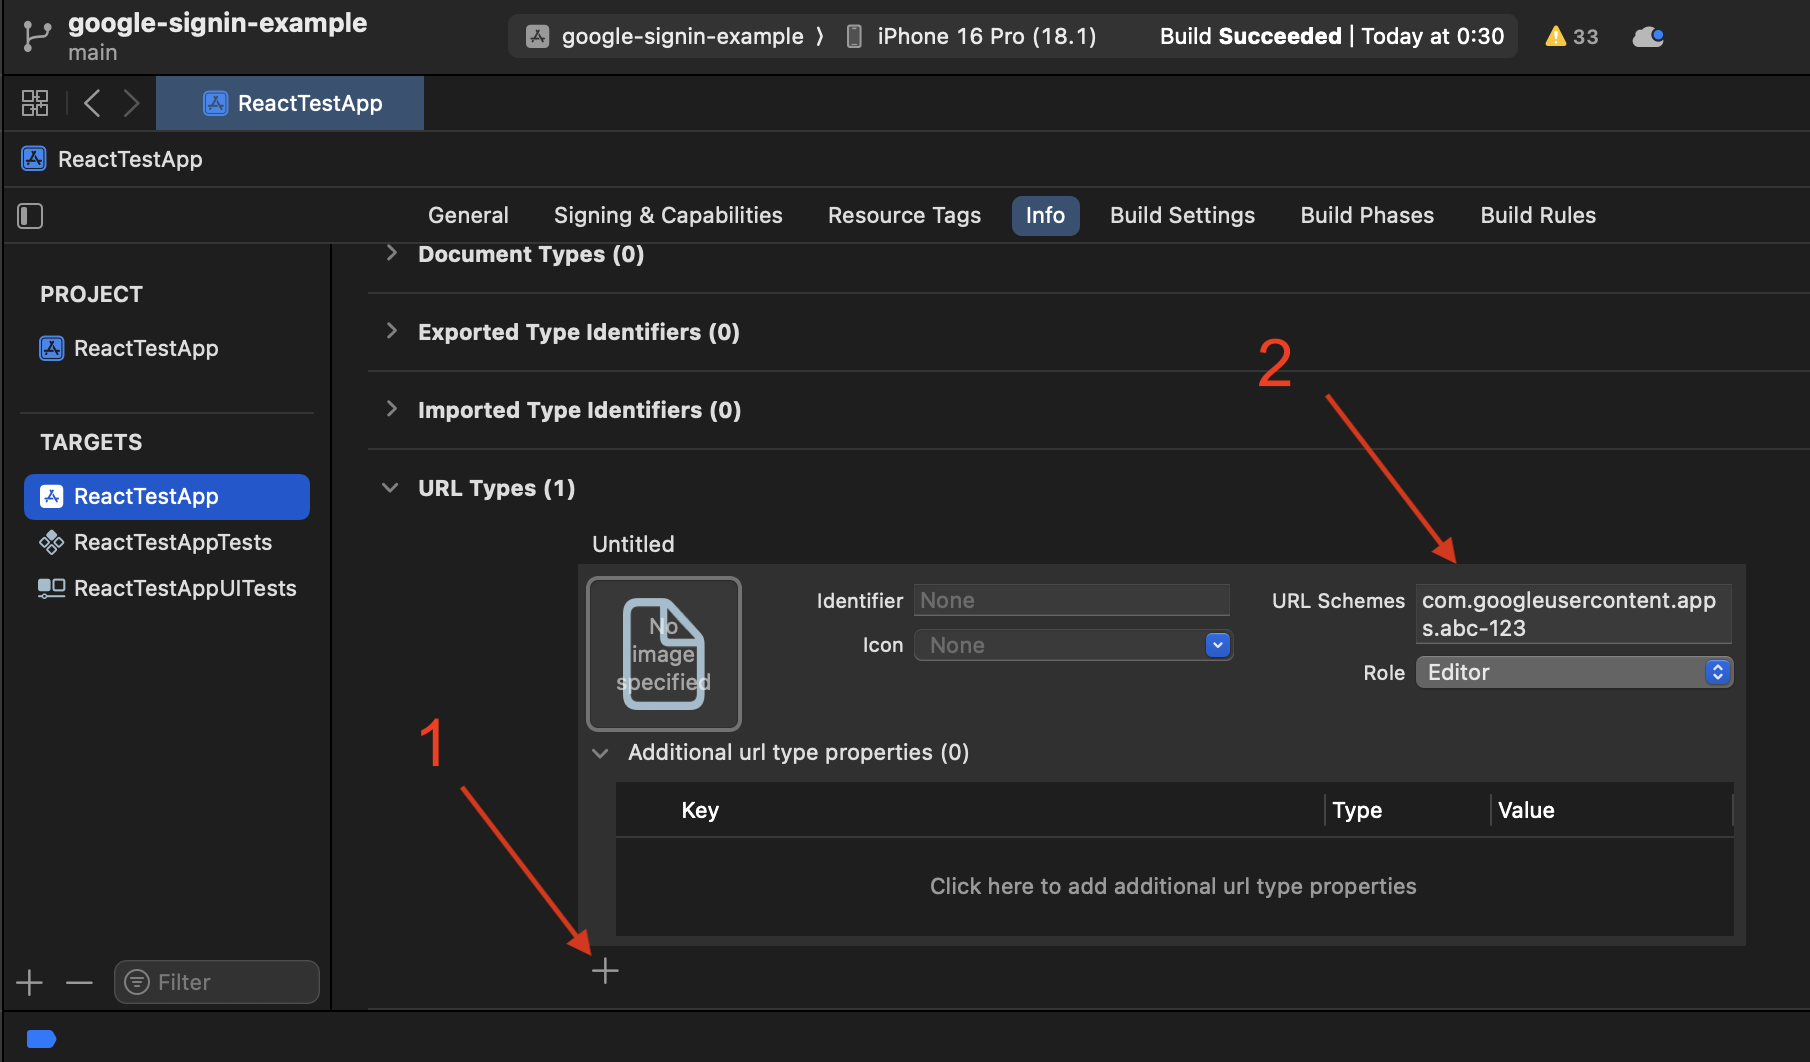 google-signin-example
main
google-signin-example ⟩ iPhone 16 Pro (18.1) Build Succeeded | Today at 0:30 33
ReactTestApp
ReactTestApp
General Signing & Capabilities Resource Tags Info Build Settings Build Phases Build Rules
PROJECT
ReactTestApp
TARGETS
ReactTestApp
ReactTestAppTests
ReactTestAppUITests
Filter
Document Types (0)
Exported Type Identifiers (0)
Imported Type Identifiers (0)
2
URL Types (1)
Untitled
No
image
specified
Identifier None
Icon None
URL Schemes com.googleusercontent.app
s.abc-123
Role Editor
1
Additional url type properties (0)
Key Type Value
Click here to add additional url type properties